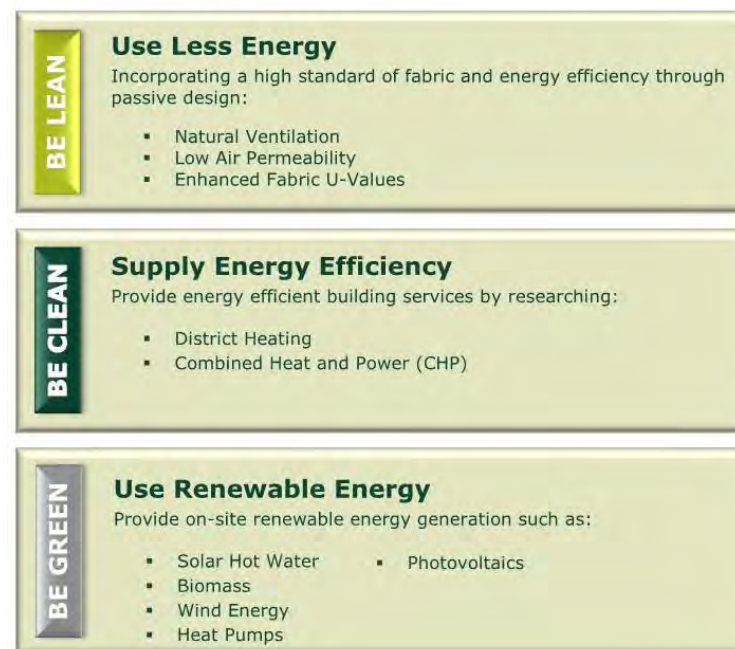 BE LEAN
Use Less Energy
Incorporating a high standard of fabric and energy efficiency through
passive design:
▪ Natural Ventilation
▪ Low Air Permeability
▪ Enhanced Fabric U-Values
BE CLEAN
Supply Energy Efficiency
Provide energy efficient building services by researching:
▪ District Heating
▪ Combined Heat and Power (CHP)
BE GREEN
Use Renewable Energy
Provide on-site renewable energy generation such as:
▪ Solar Hot Water
▪ Biomass
▪ Wind Energy
▪ Heat Pumps
▪ Photovoltaics